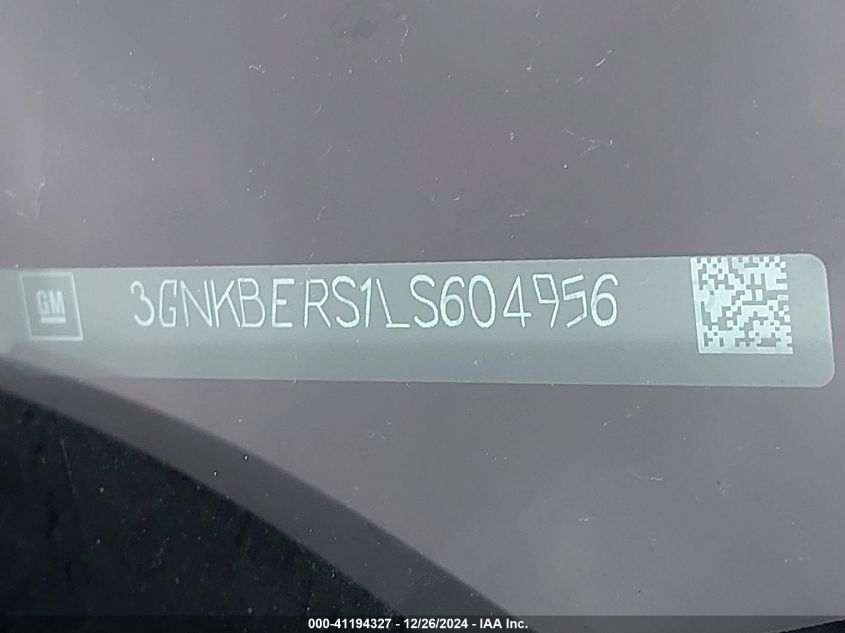 GM 3GNKBERS1LS604956
000-41194327 - 12/26/2024 - IAA Inc.